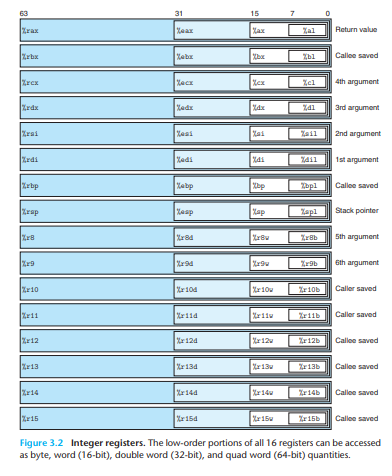 63 31 15 7 0
%rax %eax %ax %al Return value
%rbx %ebx %bx %bl Callee saved
%rcx %ecx %cx %cl 4th argument
%rdx %edx %dx %dl 3rd argument
%rsi %esi %si %sil 2nd argument
%rdi %edi %di %dil 1st argument
%rbp %ebp %bp %bpl Callee saved
%rsp %esp %sp %spl Stack pointer
%r8 %r8d %r8w %r8b 5th argument
%r9 %r9d %r9w %r9b 6th argument
%r10 %r10d %r10w %r10b Caller saved
%r11 %r11d %r11w %r11b Caller saved
%r12 %r12d %r12w %r12b Callee saved
%r13 %r13d %r13w %r13b Callee saved
%r14 %r14d %r14w %r14b Callee saved
%r15 %r15d %r15w %r15b Callee saved
Figure 3.2 Integer registers. The low-order portions of all 16 registers can be accessed
as byte, word (16-bit), double word (32-bit), and quad word (64-bit) quantities.